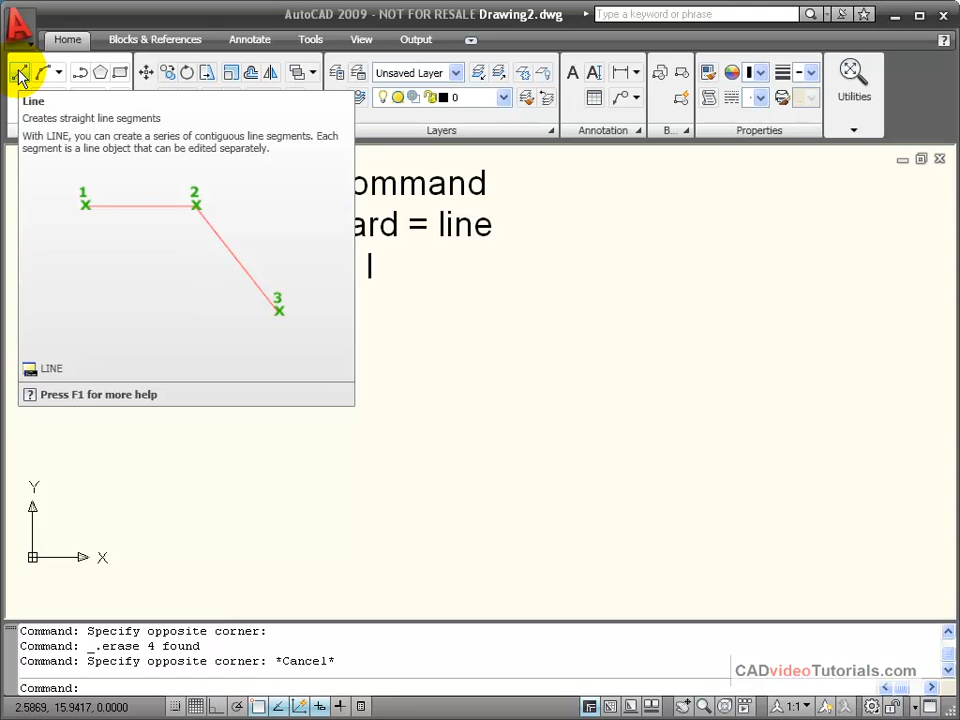 AutoCAD 2009 - NOT FOR RESALE Drawing2.dwg
Type a keyword or phrase
Home Blocks & References Annotate Tools View Output
Unsaved Layer
0
Utilities
Layers Annotation B... Properties
Line
Creates straight line segments
With LINE, you can create a series of contiguous line segments. Each
segment is a line object that can be edited separately.
1 2
3
LINE
Press F1 for more help
ommand
ard = line
l
Y
X
Command: Specify opposite corner:
Command: _.erase 4 found
Command: Specify opposite corner: *Cancel*
Command:
CADvideoTutorials.com
2.5869, 15.9417, 0.0000
1:1